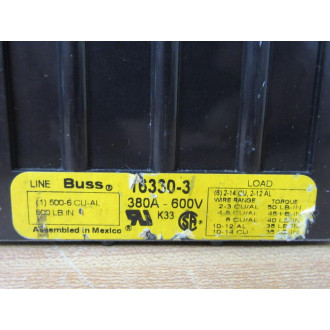 LINE Buss 16330-3 LOAD
(1) 500-6 CU-AL 380A - 600V (6) 2-14 CU, 2-12 AL
500 LB.IN K33 WIRE RANGE TORQUE
Assembled in Mexico 2-3 CU/AL 50 LB-IN
4-6 CU/AL 45 LB-IN
8 CU/AL 40 LB-IN
10-12 AL 35 LB-IN
10-14 CU 35 LB-IN